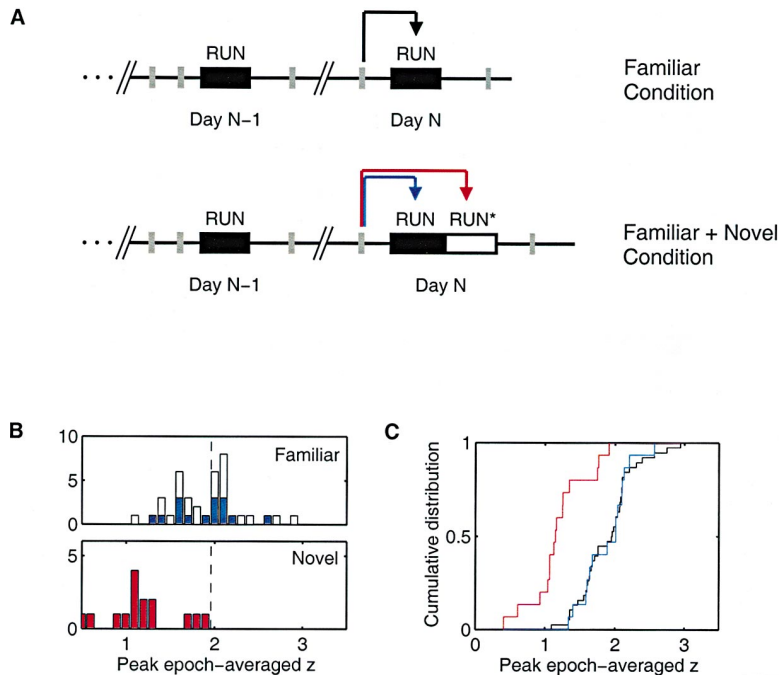 A
RUN
RUN
Familiar
Condition
Day N−1
Day N
RUN
RUN
RUN*
Familiar + Novel
Condition
Day N−1
Day N
B
10
5
0
Familiar
5
0
Novel
1
2
3
Peak epoch−averaged z
C
1
0.5
0
Cumulative distribution
0
1
2
3
Peak epoch−averaged z